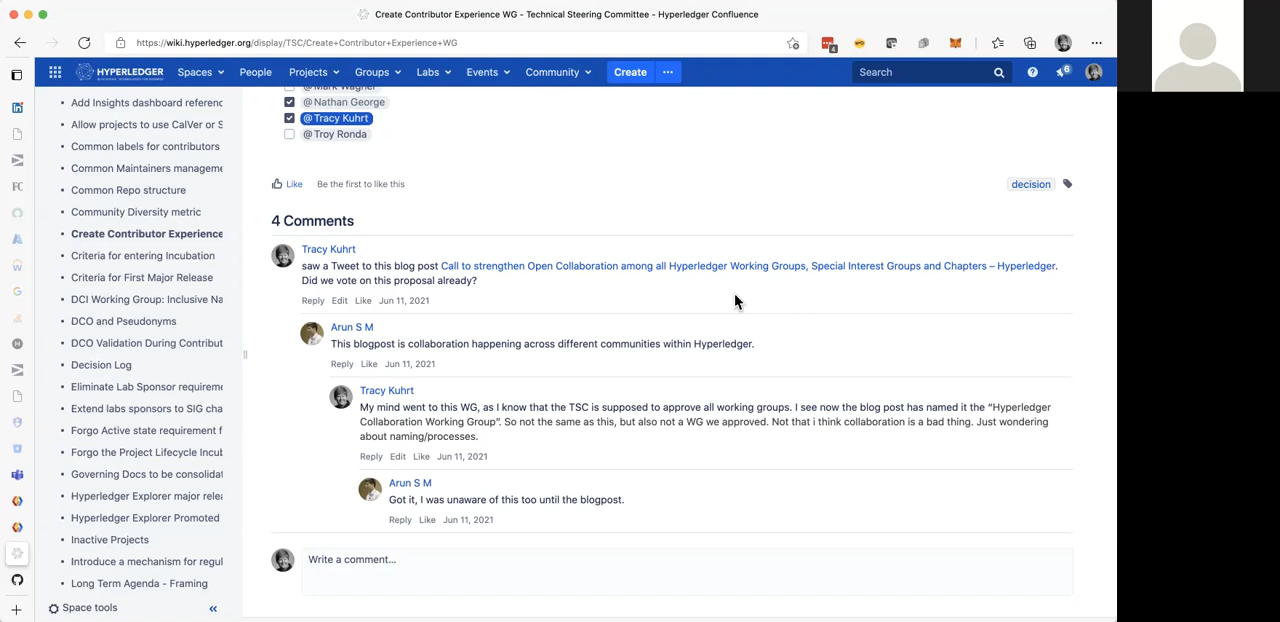 Create Contributor Experience WG - Technical Steering Committee - Hyperledger Confluence
https://wiki.hyperledger.org/display/TSC/Create+Contributor+Experience+WG
4
HYPERLEDGER Spaces People Projects Groups Labs Events Community Create ... Search 6
Add Insights dashboard referenc
Allow projects to use CalVer or S
Common labels for contributors
Common Maintainers manageme
Common Repo structure
Community Diversity metric
Create Contributor Experience
Criteria for entering Incubation
Criteria for First Major Release
DCI Working Group: Inclusive Na
DCO and Pseudonyms
DCO Validation During Contribut
Decision Log
Eliminate Lab Sponsor requireme
Extend labs sponsors to SIG cha
Forgo Active state requirement f
Forgo the Project Lifecycle Incub
Governing Docs to be consolidat
Hyperledger Explorer major relea
Hyperledger Explorer Promoted
Inactive Projects
Introduce a mechanism for regul
Long Term Agenda - Framing
Space tools
@Mark Wagner
@Nathan George
@Tracy Kuhrt
@Troy Ronda
Like Be the first to like this
decision
4 Comments
Tracy Kuhrt
saw a Tweet to this blog post Call to strengthen Open Collaboration among all Hyperledger Working Groups, Special Interest Groups and Chapters – Hyperledger.
Did we vote on this proposal already?
Reply Edit Like Jun 11, 2021
Arun S M
This blogpost is collaboration happening across different communities within Hyperledger.
Reply Like Jun 11, 2021
Tracy Kuhrt
My mind went to this WG, as I know that the TSC is supposed to approve all working groups. I see now the blog post has named it the “Hyperledger
Collaboration Working Group”. So not the same as this, but also not a WG we approved. Not that i think collaboration is a bad thing. Just wondering
about naming/processes.
Reply Edit Like Jun 11, 2021
Arun S M
Got it, I was unaware of this too until the blogpost.
Reply Like Jun 11, 2021
Write a comment…